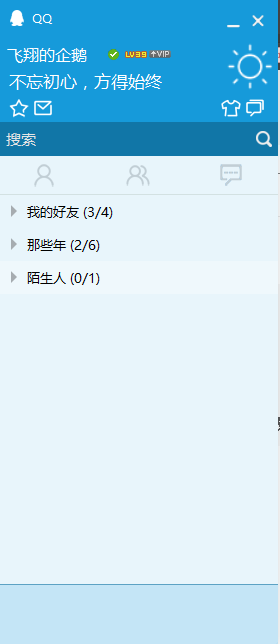 QQ
飞翔的企鹅 LV39 VIP
不忘初心，方得始终
搜索
我的好友 (3/4)
那些年 (2/6)
陌生人 (0/1)